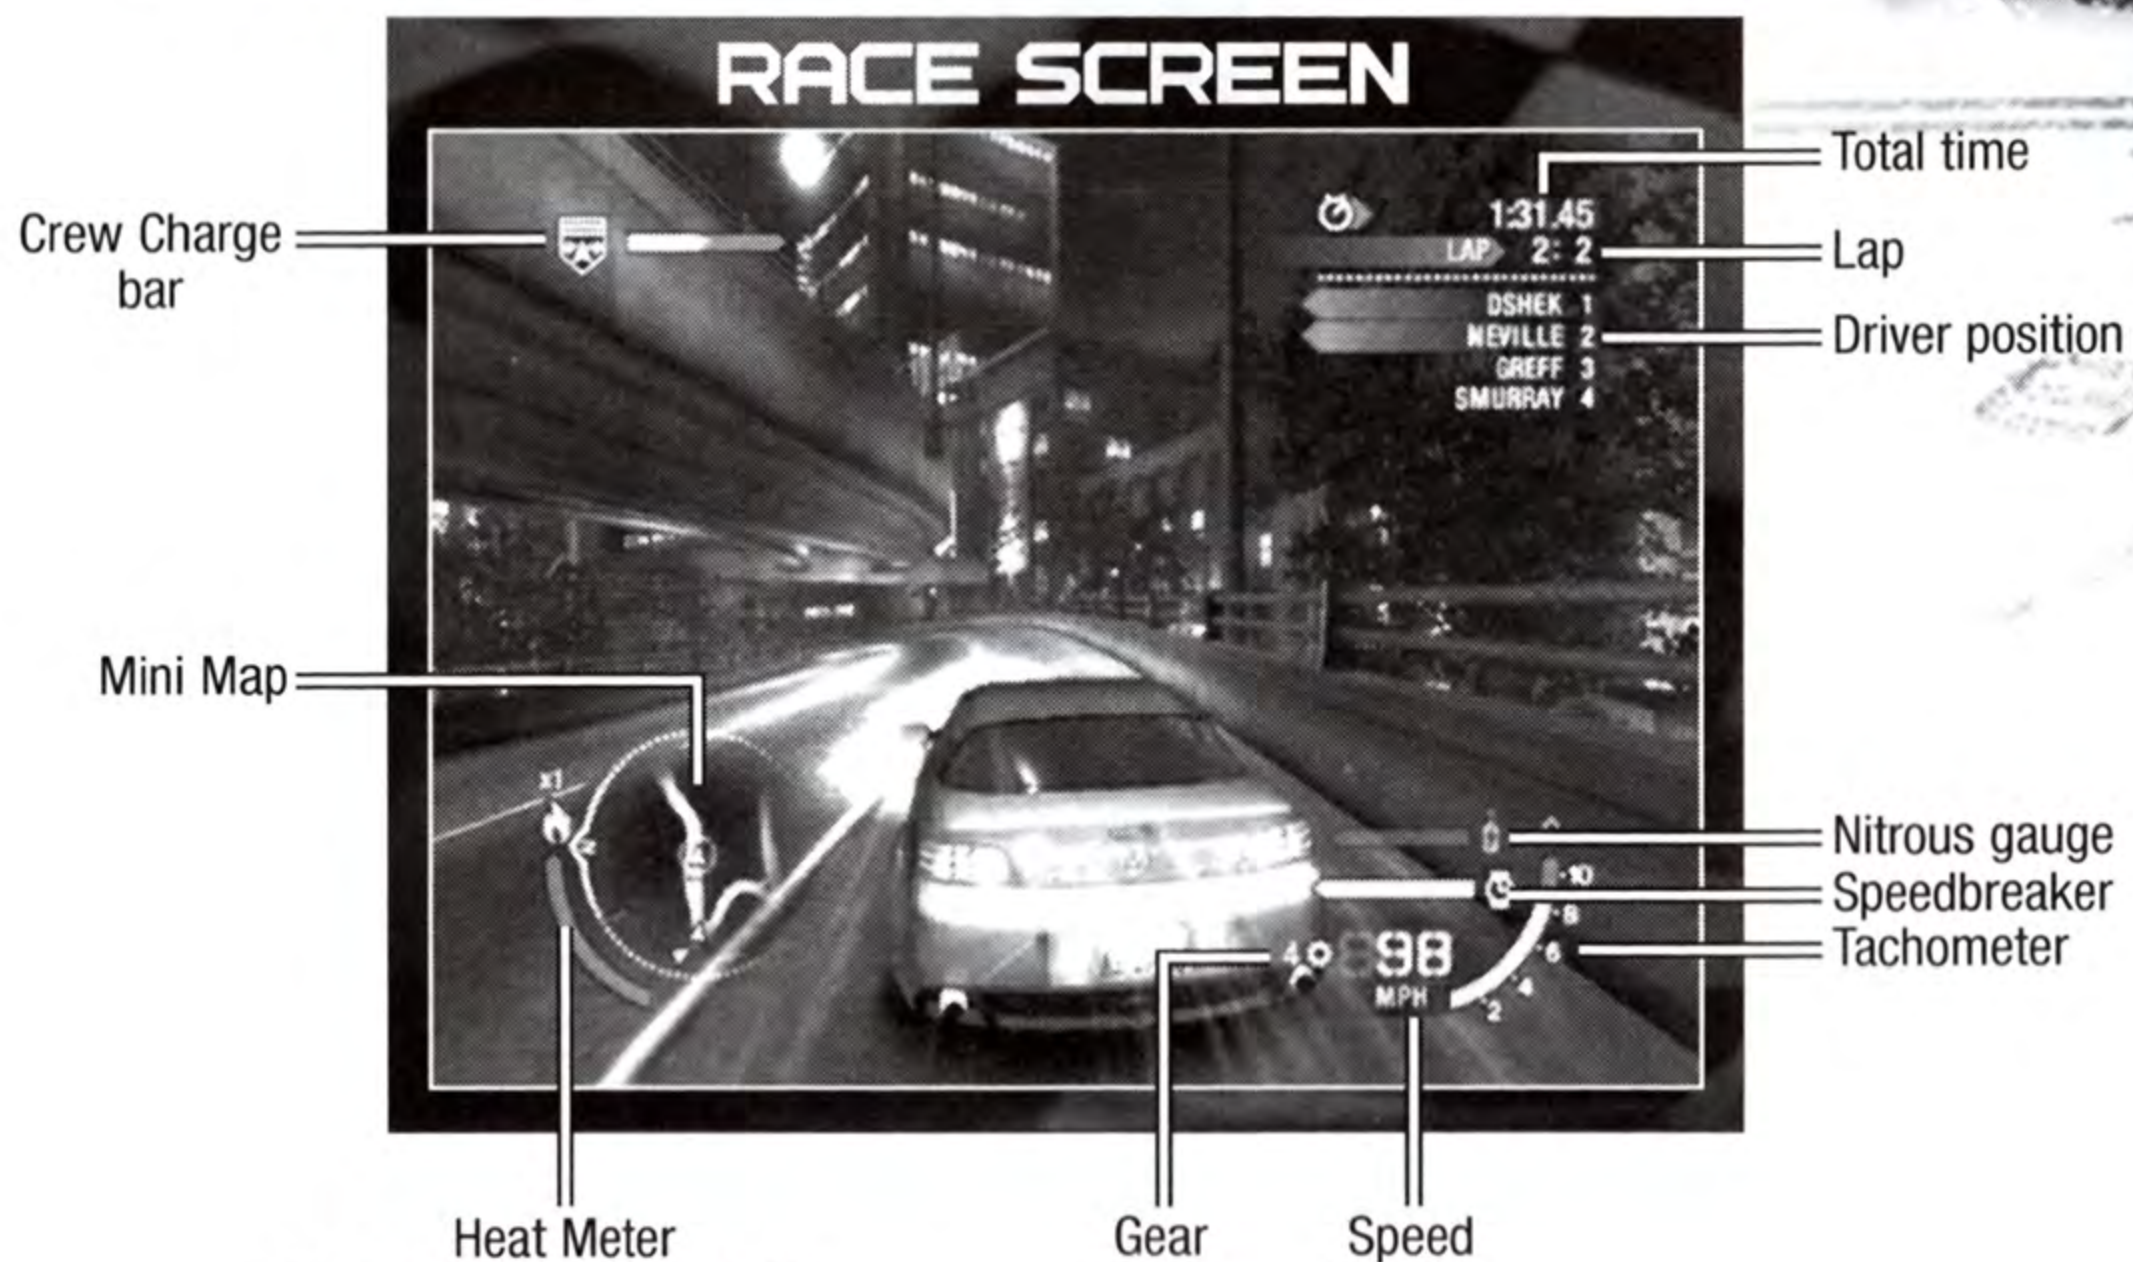 RACE SCREEN
Total time
1:31.45
Crew Charge
bar
LAP 2: 2
Lap
DSHEK 1
NEVILLE 2
Driver position
GREFF 3
SMURRAY 4
Mini Map
X1
Nitrous gauge
10
Speedbreaker
8
6
Tachometer
4
98
4
MPH
2
Heat Meter
Gear
Speed